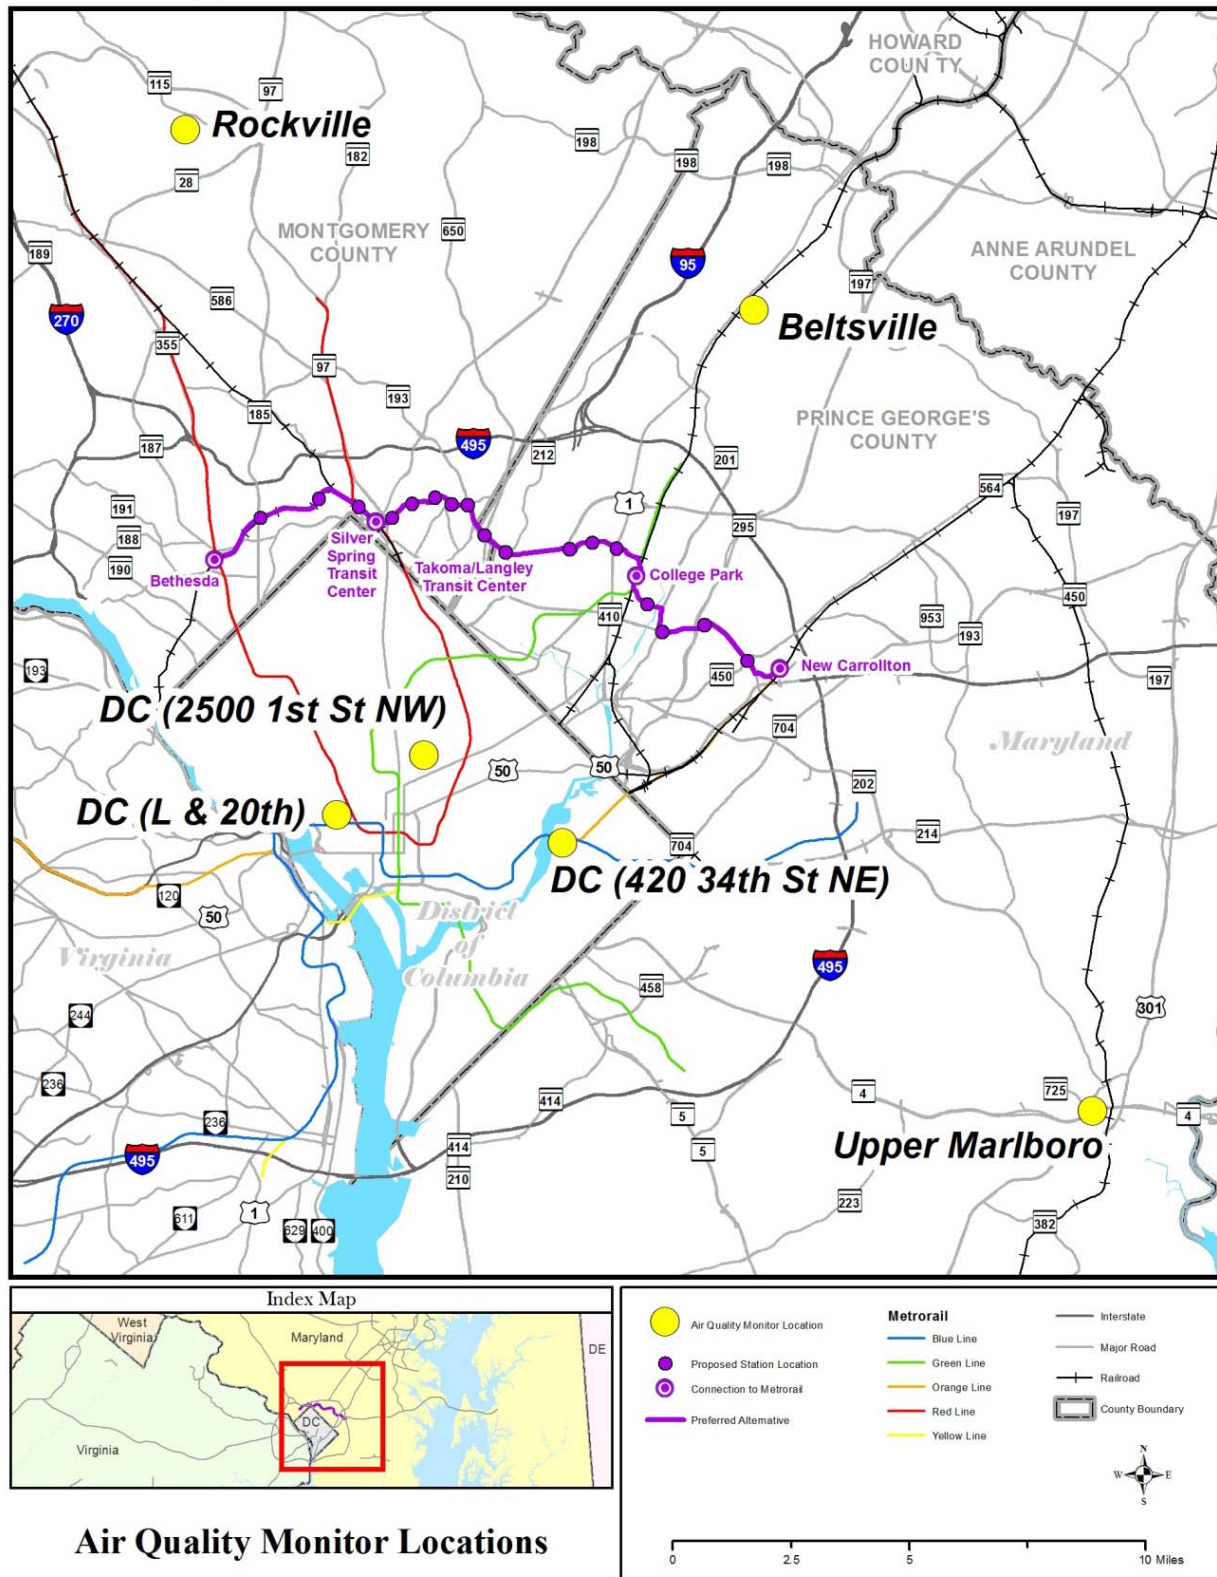 HOWARD
COUN TY
115
97
Rockville
198
182
198
198
28
MONTGOMERY
COUNTY
650
189
ANNE ARUNDEL
COUNTY
95
197
586
270
Beltsville
355
97
193
185
PRINCE GEORGE'S
COUNTY
187
495
212
201
564
191
1
197
295
188
Silver
Spring
Transit
Center
190
Bethesda
Takoma/Langley
Transit Center
College Park
450
410
953
193
193
New Carrollton
450
197
DC (2500 1st St NW)
704
Maryland
50
50
202
DC (L & 20th)
214
704
DC (420 34th St NE)
120
50
District
of
Columbia
Virginia
495
458
244
301
236
725
414
4
5
4
236
Upper Marlboro
414
5
495
210
223
611
1
629
400
382
Index Map
West
Virginia
Maryland
DE
DC
Virginia
Air Quality Monitor Locations
Air Quality Monitor Location
Proposed Station Location
Connection to Metrorail
Preferred Alternative
Metrorail
Blue Line
Green Line
Orange Line
Red Line
Yellow Line
Interstate
Major Road
Railroad
County Boundary
N
W
E
S
0
2.5
5
10 Miles